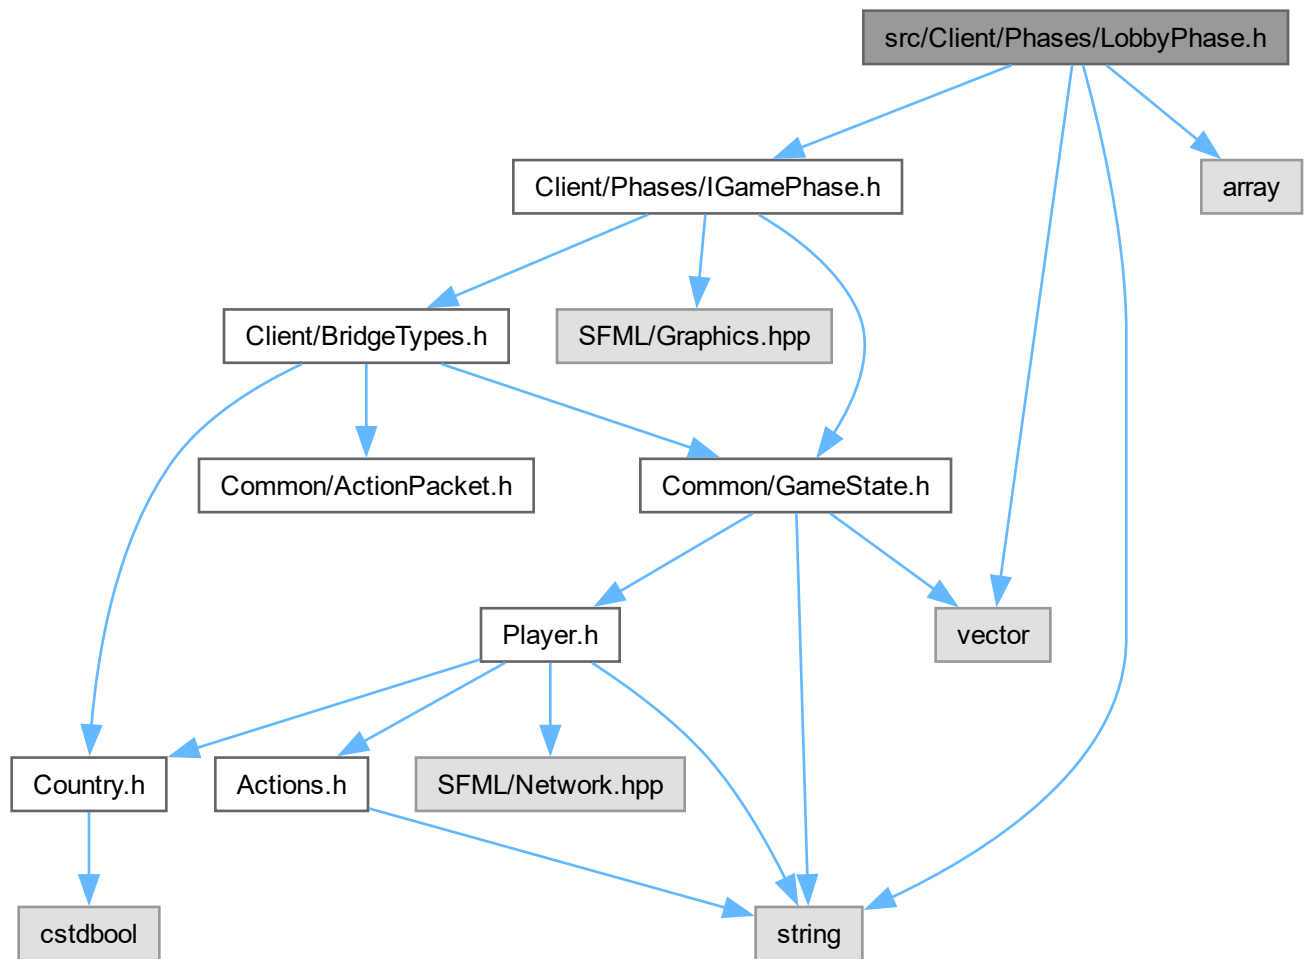 src/Client/Phases/LobbyPhase.h
Client/Phases/IGamePhase.h
array
Client/BridgeTypes.h
SFML/Graphics.hpp
Common/ActionPacket.h
Common/GameState.h
Player.h
vector
Country.h
Actions.h
SFML/Network.hpp
cstdbool
string